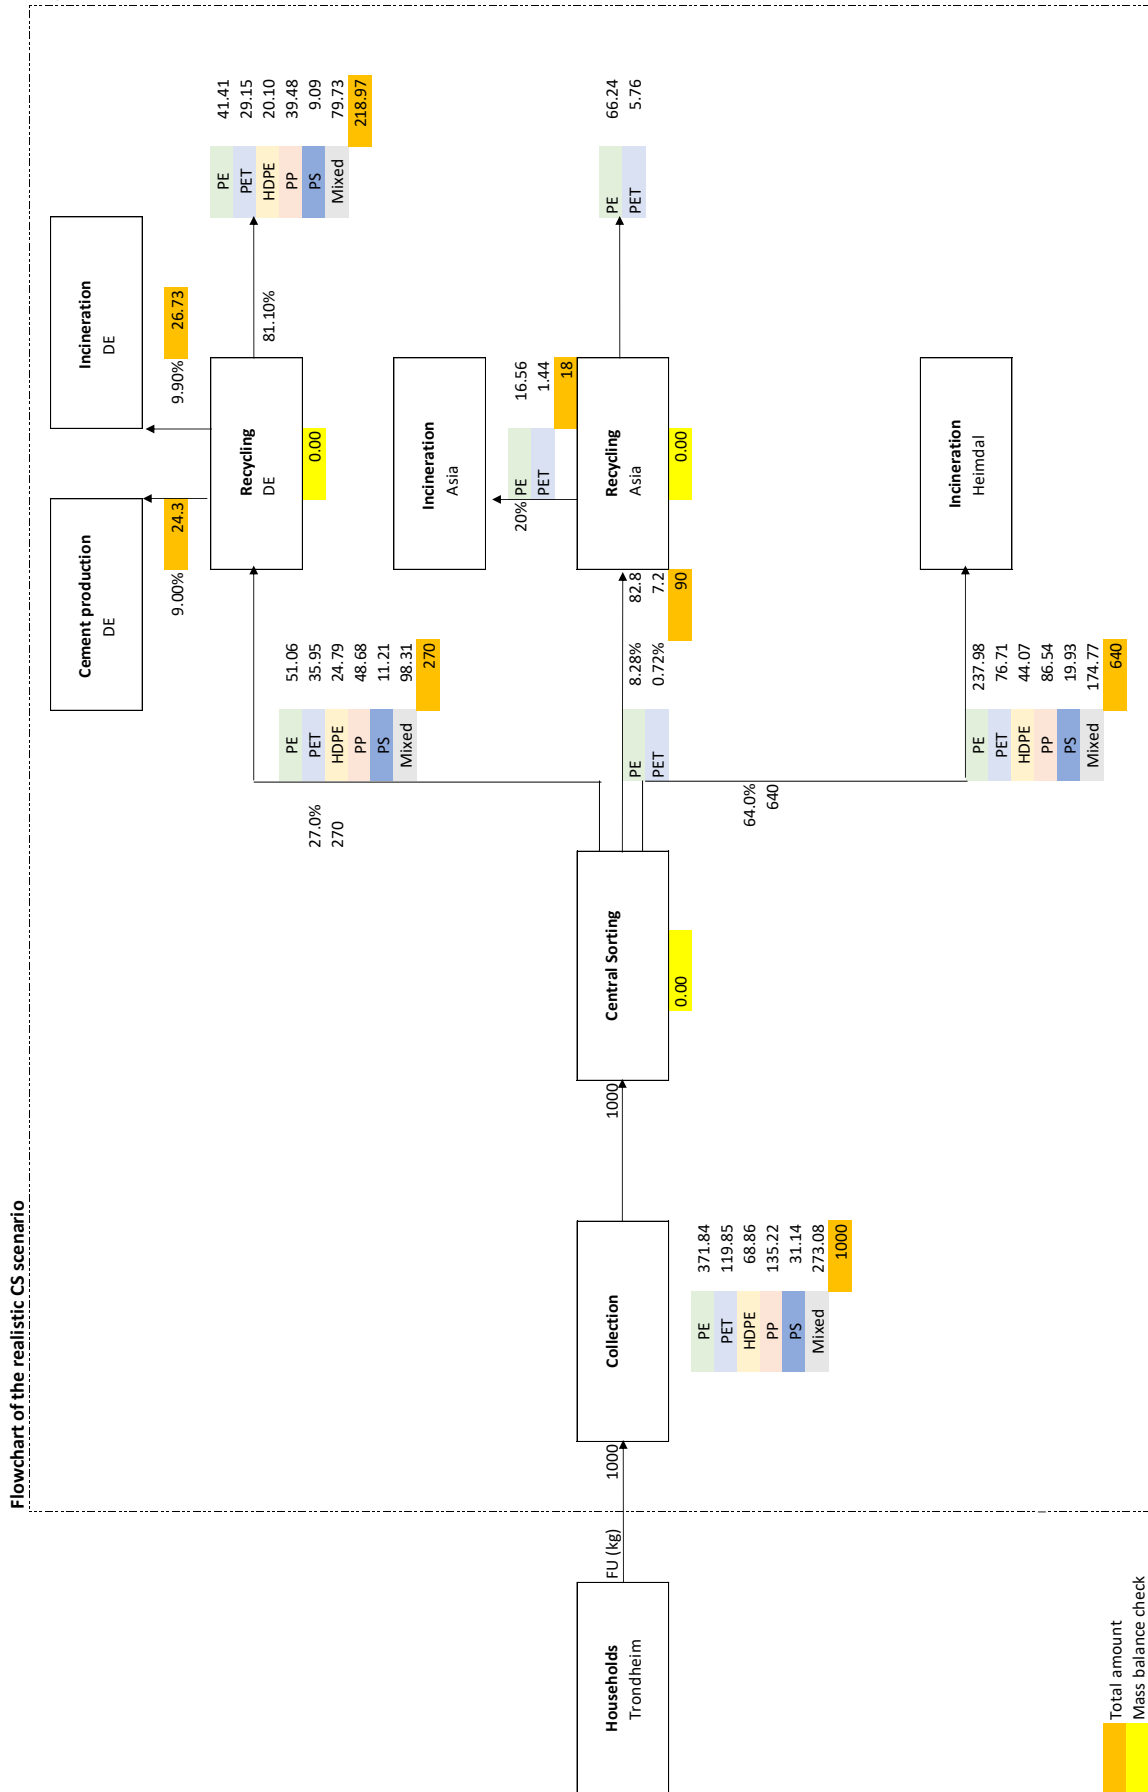 Flowchart of the realistic CS scenario
Households
Trondheim
FU (kg)
1000
Collection
PE 371.84
PET 119.85
HDPE 68.86
PP 135.22
PS 31.14
Mixed 273.08
1000
1000
Central Sorting
0.00
27.0%
270
PE 51.06
PET 35.95
HDPE 24.79
PP 48.68
PS 11.21
Mixed 98.31
270
Cement production
DE
9.00% 24.3
Incineration
DE
9.90% 26.73
Recycling
DE
0.00
81.10%
PE 41.41
PET 29.15
HDPE 20.10
PP 39.48
PS 9.09
Mixed 79.73
218.97
PE 8.28% 82.8
PET 0.72% 7.2
90
Incineration
Asia
20% PE 16.56
PET 1.44
18
Recycling
Asia
0.00
PE 66.24
PET 5.76
64.0%
640
PE 237.98
PET 76.71
HDPE 44.07
PP 86.54
PS 19.93
Mixed 174.77
640
Incineration
Heimdal
Total amount
Mass balance check